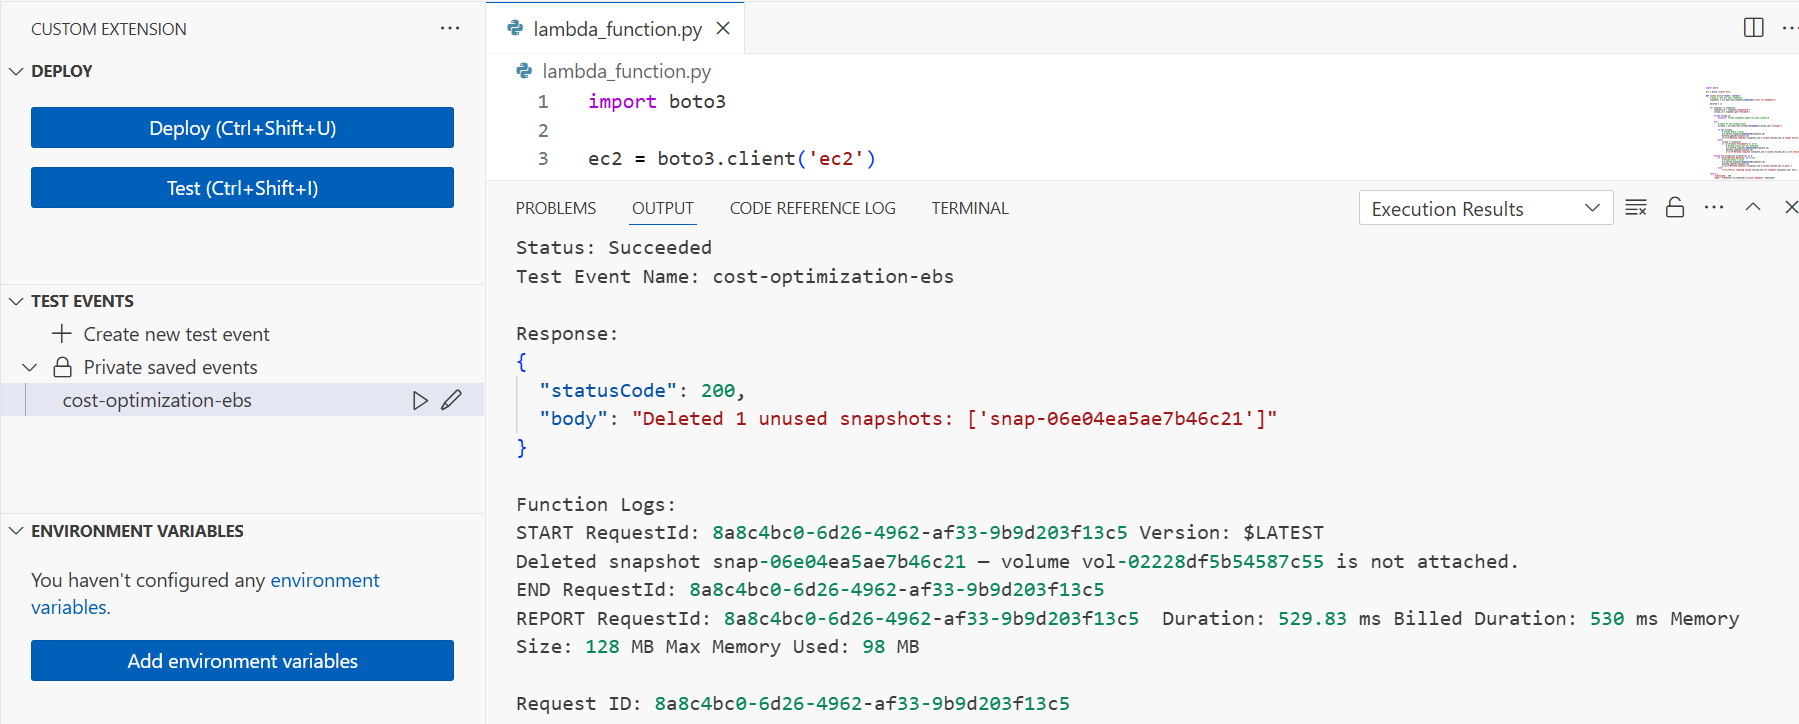 CUSTOM EXTENSION
DEPLOY
Deploy (Ctrl+Shift+U)
Test (Ctrl+Shift+I)
TEST EVENTS
Create new test event
Private saved events
cost-optimization-ebs
ENVIRONMENT VARIABLES
You haven't configured any environment
variables.
Add environment variables
lambda_function.py
lambda_function.py
1 import boto3
2
3 ec2 = boto3.client('ec2')
PROBLEMS OUTPUT CODE REFERENCE LOG TERMINAL Execution Results
Status: Succeeded
Test Event Name: cost-optimization-ebs
Response:
{
"statusCode": 200,
"body": "Deleted 1 unused snapshots: ['snap-06e04ea5ae7b46c21']"
}
Function Logs:
START RequestId: 8a8c4bc0-6d26-4962-af33-9b9d203f13c5 Version: $LATEST
Deleted snapshot snap-06e04ea5ae7b46c21 — volume vol-02228df5b54587c55 is not attached.
END RequestId: 8a8c4bc0-6d26-4962-af33-9b9d203f13c5
REPORT RequestId: 8a8c4bc0-6d26-4962-af33-9b9d203f13c5 Duration: 529.83 ms Billed Duration: 530 ms Memory
Size: 128 MB Max Memory Used: 98 MB
Request ID: 8a8c4bc0-6d26-4962-af33-9b9d203f13c5